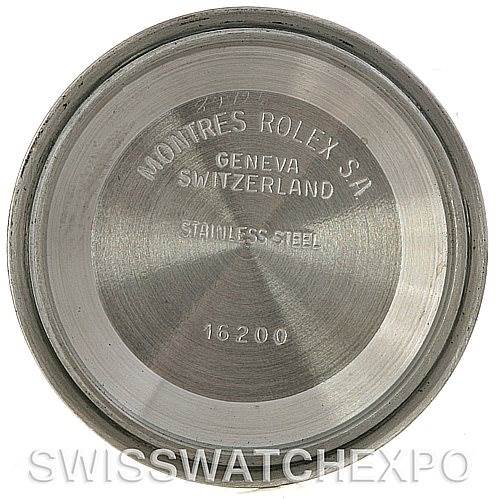 MONTRES ROLEX S.A.
GENEVA
SWITZERLAND
STAINLESS STEEL
16200
SWISSWATCHEXPO